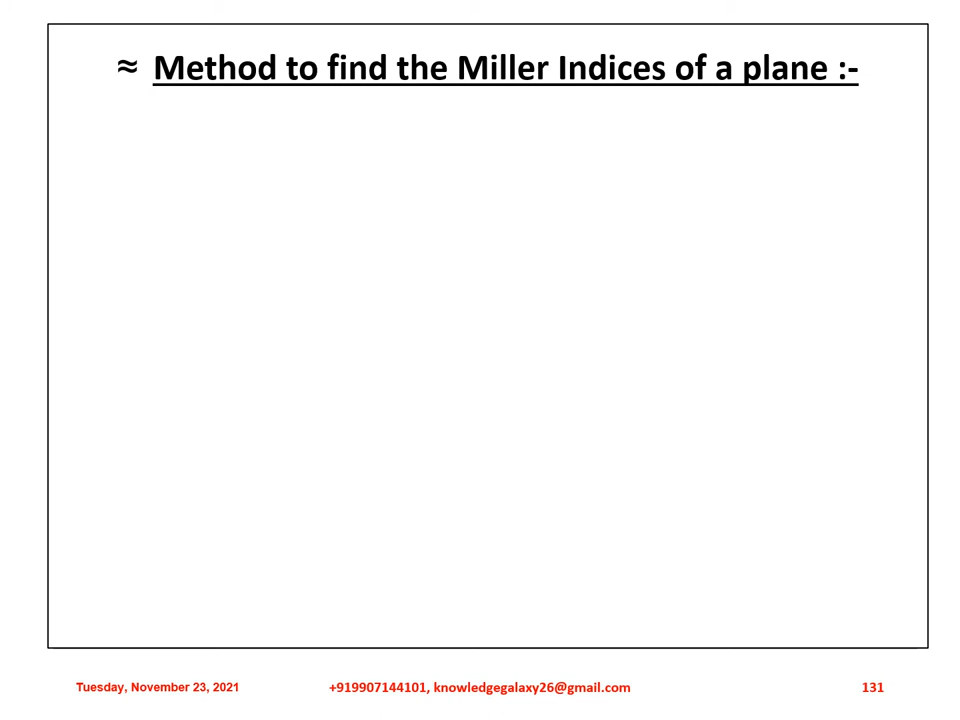 ≈ Method to find the Miller Indices of a plane :-
Tuesday, November 23, 2021 +919907144101, knowledgegalaxy26@gmail.com 131